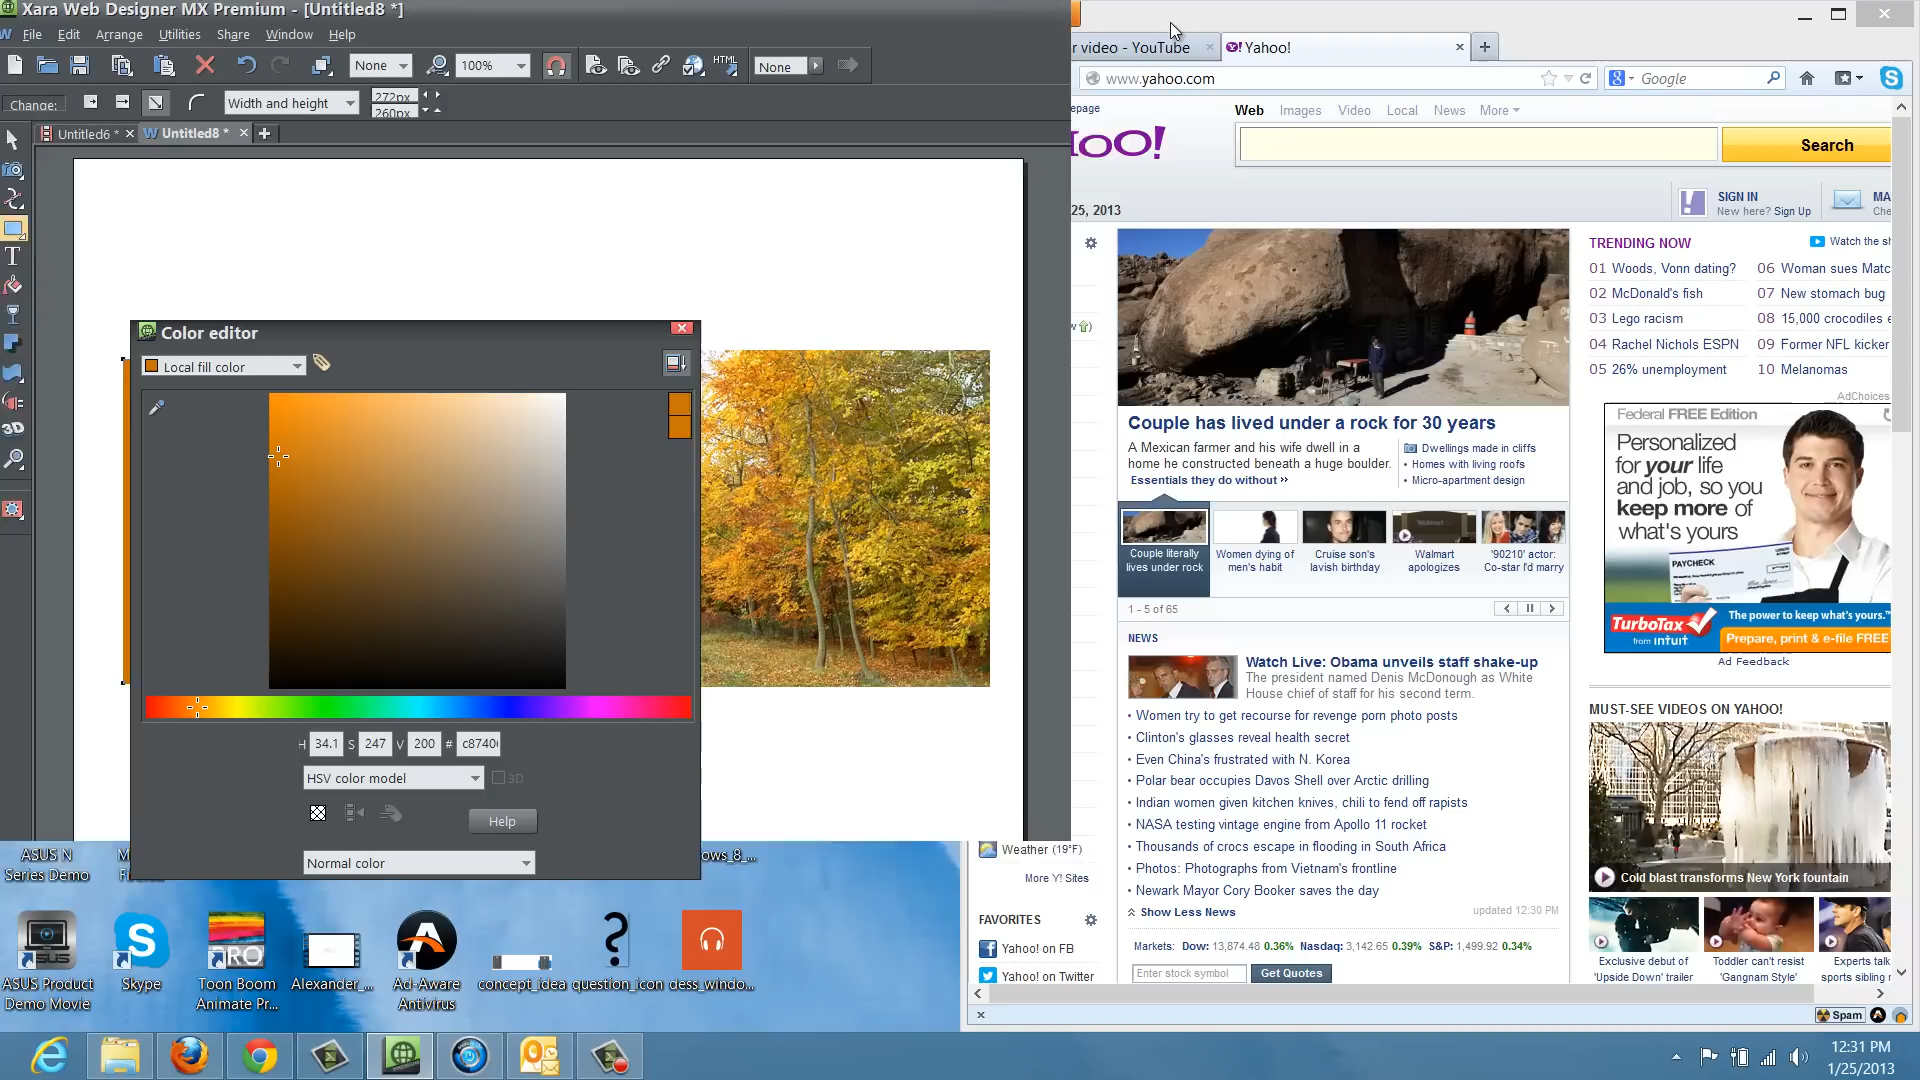 Xara Web Designer MX Premium - [Untitled8 *]
File Edit Arrange Utilities Share Window Help
None 100% HTML None
Change: Width and height 272px
260px
Untitled6 * Untitled8 *
Color editor
Local fill color
H 34.1 S 247 V 200 #
HSV color model 3D
Help
Normal color
video - YouTube Yahoo!
www.yahoo.com Google
Web Images Video Local News More
Search
25, 2013
SIGN IN
New here? Sign Up
Couple has lived under a rock for 30 years
A Mexican farmer and his wife dwell in a
home he constructed beneath a huge boulder.
Essentials they do without »
Dwellings made in cliffs
• Homes with living roofs
• Micro-apartment design
Couple literally
lives under rock
Women dying of
men's habit
Cruise son's
lavish birthday
Walmart
apologizes
'90210' actor:
Co-star I'd marry
1 - 5 of 65
NEWS
Watch Live: Obama unveils staff shake-up
The president named Denis McDonough as White
House chief of staff for his second term.
• Women try to get recourse for revenge porn photo posts
• Clinton's glasses reveal health secret
• Even China's frustrated with N. Korea
• Polar bear occupies Davos Shell over Arctic drilling
• Indian women given kitchen knives, chili to fend off rapists
• NASA testing vintage engine from Apollo 11 rocket
• Thousands of crocs escape in flooding in South Africa
• Photos: Photographs from Vietnam's frontline
• Newark Mayor Cory Booker saves the day
Show Less News updated 12:30 PM
Markets: Dow: 13,874.48 0.36% Nasdaq: 3,142.65 0.39% S&P: 1,499.92 0.34%
Enter stock symbol Get Quotes
TRENDING NOW
Watch the
01 Woods, Vonn dating?
02 McDonald's fish
03 Lego racism
04 Rachel Nichols ESPN
05 26% unemployment
06 Woman sues
07 New stomach bug
08 15,000 crocodiles
09 Former NFL kicker
10 Melanomas
AdChoices
Federal FREE Edition
Personalized
for your life
and job, so you
keep more of
what's yours
PAYCHECK
TurboTax
from intuit
The power to keep what's yours.™
Prepare, print & e-file FREE
Ad Feedback
MUST-SEE VIDEOS ON YAHOO!
Cold blast transforms New York fountain
Exclusive debut of
'Upside Down' trailer
Toddler can't resist
'Gangnam Style'
Experts talk
sports sibling
Weather (19°F)
More Y! Sites
FAVORITES
Yahoo! on FB
Yahoo! on Twitter
Spam
ASUS N
Series Demo
ASUS Product
Demo Movie
Skype
PRO
Toon Boom
Animate Pr...
Alexander_...
Ad-Aware
Antivirus
concept_idea
question_icon
dess_windo...
12:31 PM
1/25/2013